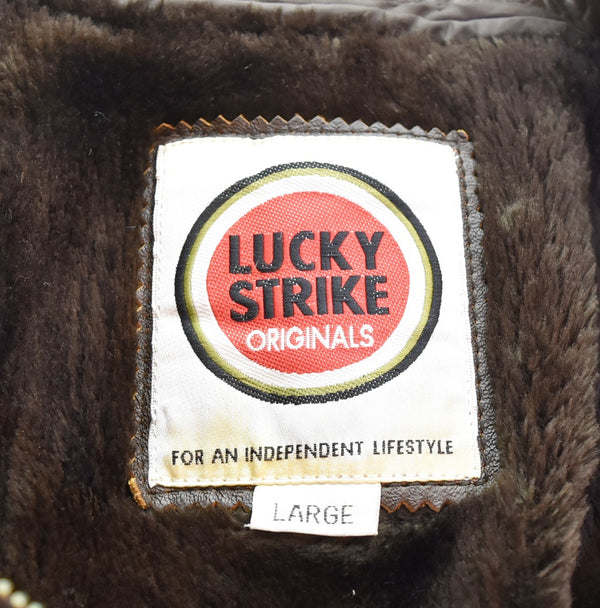 LUCKY
STRIKE
ORIGINALS
FOR AN INDEPENDENT LIFESTYLE
LARGE